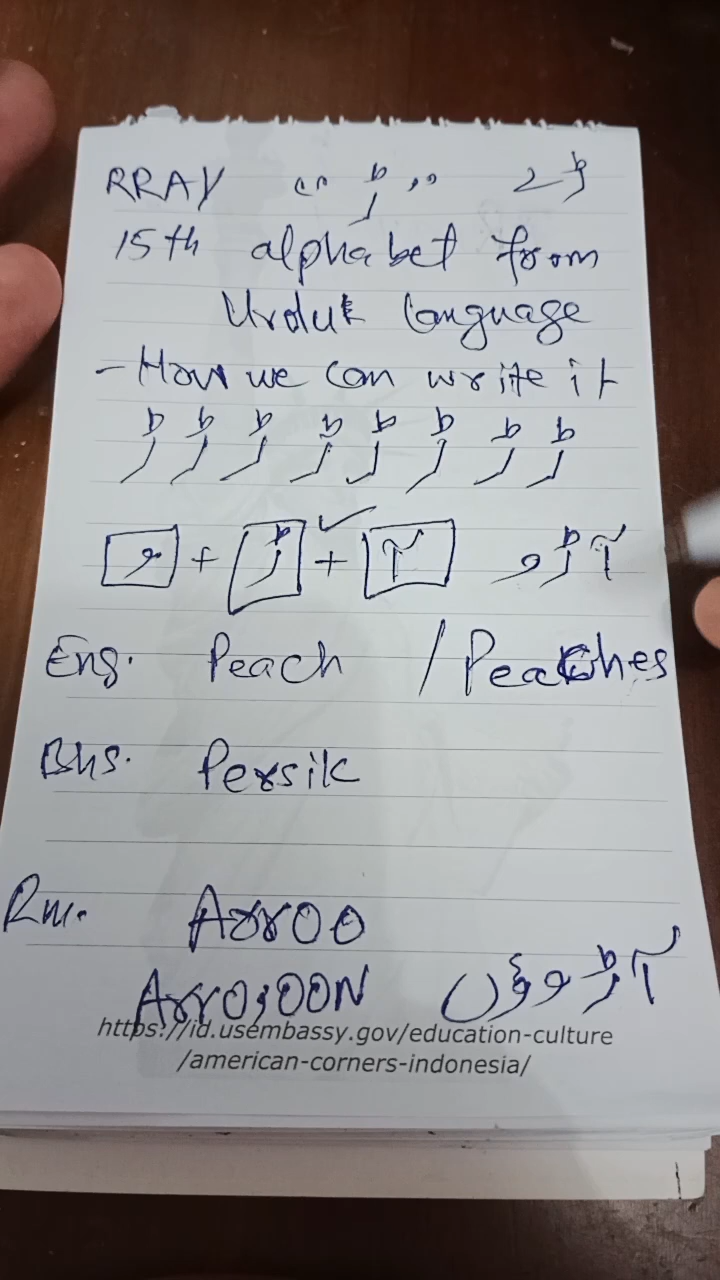 RRAY “ ڑ ” ڑے
15th alphabet from
Urduk language
- How we can write it
ڑ ڑ ڑ ڑ ڑ ڑ ڑ ڑ
و + ڑ + آ ✓ آڑو
Eng. Peach / Peaches
Bhs. Persik
Rm. Arroo
Arro,ooN آڑوؤں
https://id.usembassy.gov/education-culture
/american-corners-indonesia/